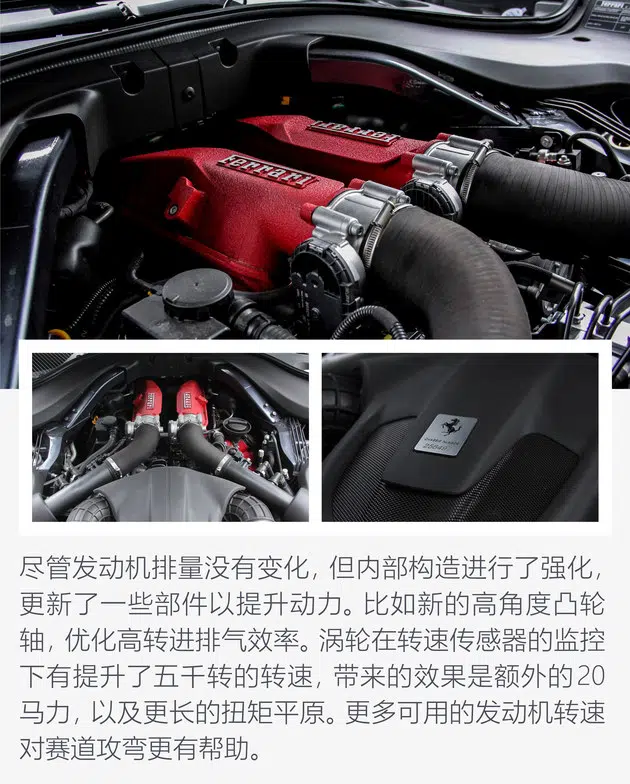 Ferrari
Ferrari
Ferrari
Ferrari
尽管发动机排量没有变化, 但内部构造进行了强化,
更新了一些部件以提升动力。比如新的高角度凸轮
轴, 优化高转进排气效率。涡轮在转速传感器的监控
下有提升了五千转的转速, 带来的效果是额外的20
马力, 以及更长的扭矩平原。更多可用的发动机转速
对赛道攻弯更有帮助。